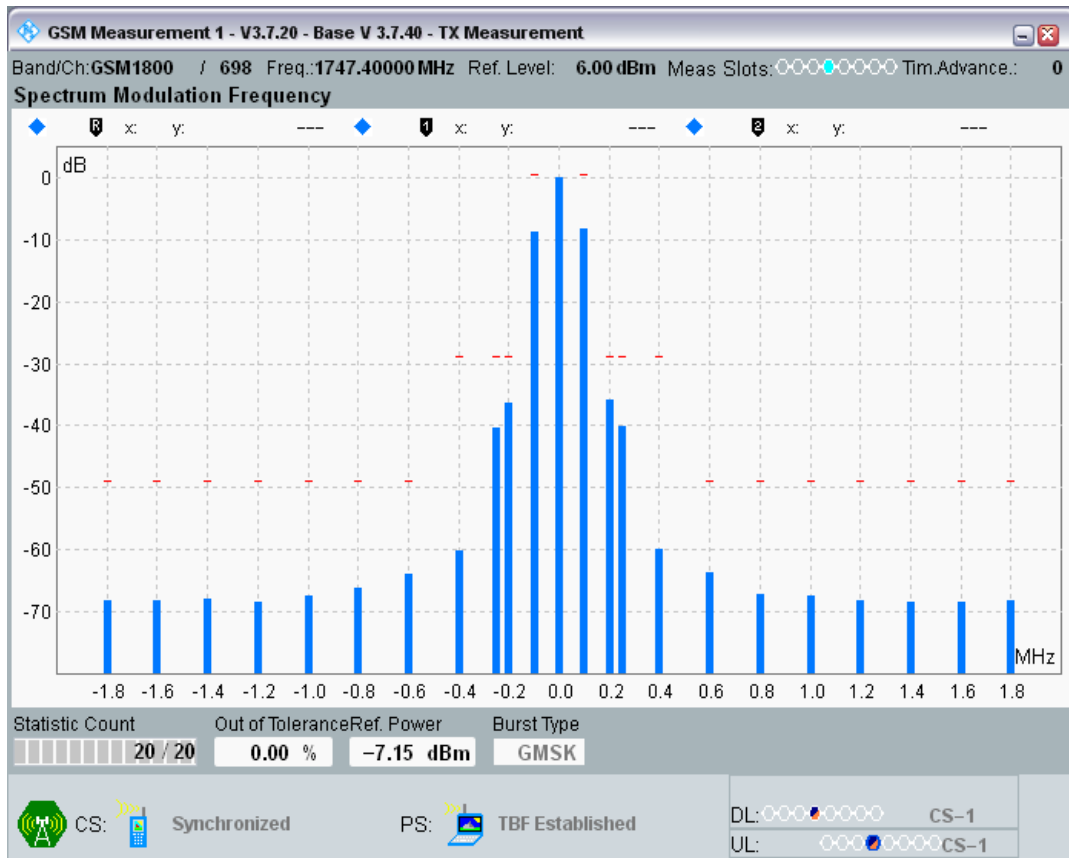 GSM Measurement 1 - V3.7.20 - Base V 3.7.40 - TX Measurement
Band/Ch:GSM1800 / 698 Freq.:1747.40000 MHz Ref. Level: 6.00 dBm Meas Slots: Tim.Advance.: 0
Spectrum Modulation Frequency
R x: y: --- 1 x: y: --- 2 x: y: ---
dB
0
-10
-20
-30
-40
-50
-60
-70
MHz
-1.8 -1.6 -1.4 -1.2 -1.0 -0.8 -0.6 -0.4 -0.2 0.0 0.2 0.4 0.6 0.8 1.0 1.2 1.4 1.6 1.8
Statistic Count Out of Tolerance Ref. Power Burst Type
20 / 20 0.00 % −7.15 dBm GMSK
CS: Synchronized PS: TBF Established DL: CS−1
UL: CS−1